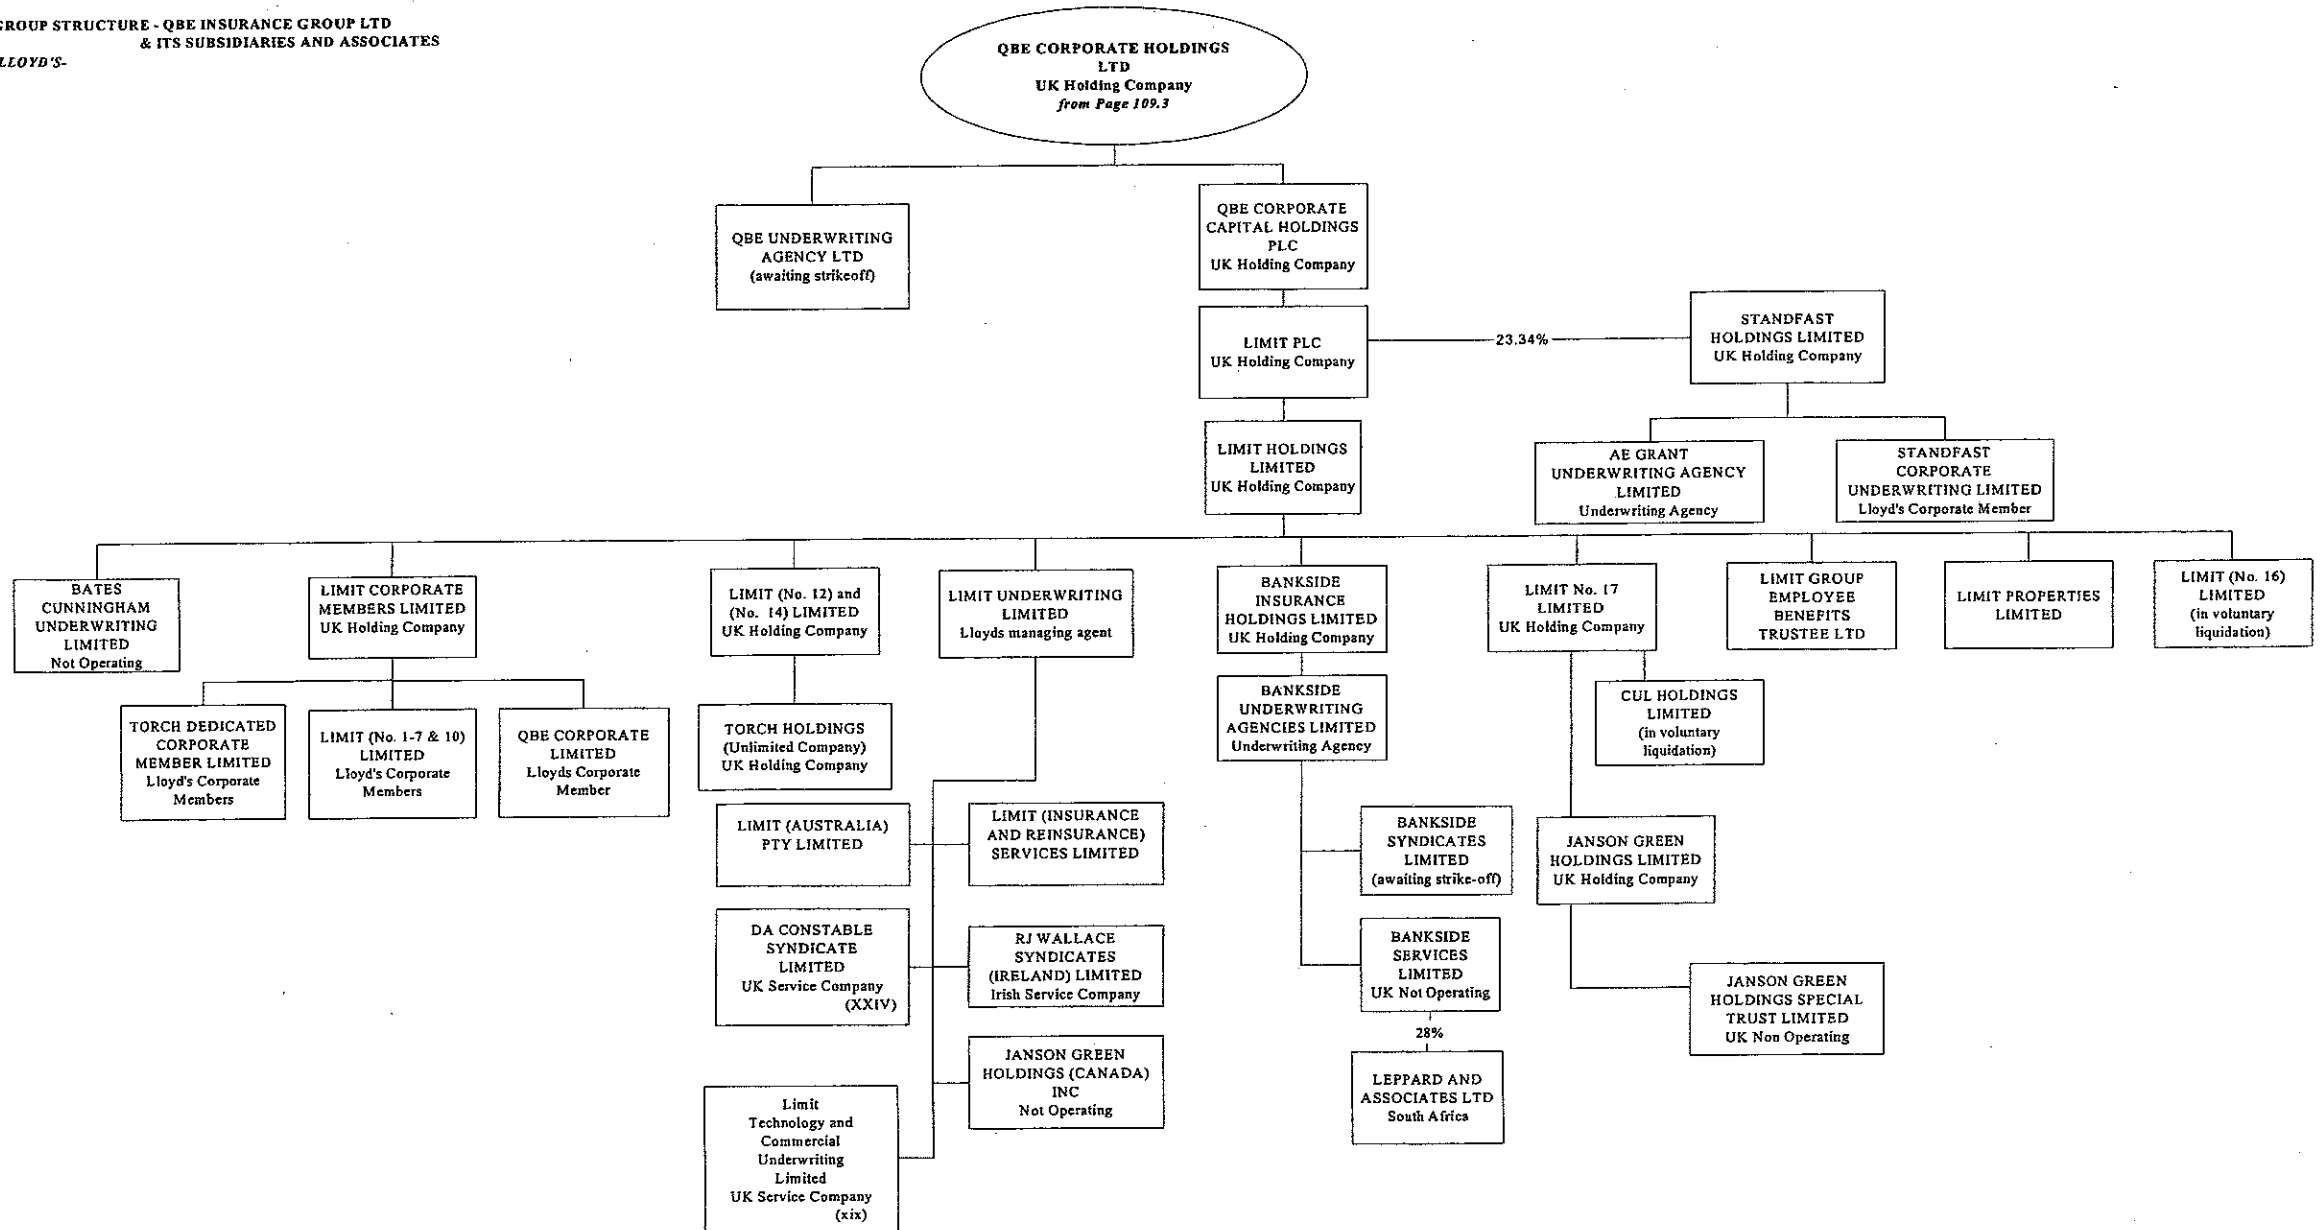 GROUP STRUCTURE - QBE INSURANCE GROUP LTD
& ITS SUBSIDIARIES AND ASSOCIATES
LLOYD'S-
QBE CORPORATE HOLDINGS
LTD
UK Holding Company
from Page 109.3
QBE UNDERWRITING
AGENCY LTD
(awaiting strikeoff)
QBE CORPORATE
CAPITAL HOLDINGS
PLC
UK Holding Company
LIMIT PLC
UK Holding Company
23.34%
STANDFAST
HOLDINGS LIMITED
UK Holding Company
LIMIT HOLDINGS
LIMITED
UK Holding Company
AE GRANT
UNDERWRITING AGENCY
LIMITED
Underwriting Agency
STANDFAST
CORPORATE
UNDERWRITING LIMITED
Lloyd's Corporate Member
BATES
CUNNINGHAM
UNDERWRITING
LIMITED
Not Operating
LIMIT CORPORATE
MEMBERS LIMITED
UK Holding Company
LIMIT (No. 12) and
(No. 14) LIMITED
UK Holding Company
LIMIT UNDERWRITING
LIMITED
Lloyds managing agent
BANKSIDE
INSURANCE
HOLDINGS LIMITED
UK Holding Company
LIMIT No. 17
LIMITED
UK Holding Company
LIMIT GROUP
EMPLOYEE
BENEFITS
TRUSTEE LTD
LIMIT PROPERTIES
LIMITED
LIMIT (No. 16)
LIMITED
(in voluntary
liquidation)
TORCH DEDICATED
CORPORATE
MEMBER LIMITED
Lloyd's Corporate
Members
LIMIT (No. 1-7 & 10)
LIMITED
Lloyd's Corporate
Members
QBE CORPORATE
LIMITED
Lloyds Corporate
Member
TORCH HOLDINGS
(Unlimited Company)
UK Holding Company
BANKSIDE
UNDERWRITING
AGENCIES LIMITED
Underwriting Agency
CUL HOLDINGS
LIMITED
(in voluntary
liquidation)
LIMIT (AUSTRALIA)
PTY LIMITED
LIMIT (INSURANCE
AND REINSURANCE)
SERVICES LIMITED
BANKSIDE
SYNDICATES
LIMITED
(awaiting strike-off)
JANSON GREEN
HOLDINGS LIMITED
UK Holding Company
DA CONSTABLE
SYNDICATE
LIMITED
UK Service Company
(XXIV)
RJ WALLACE
SYNDICATES
(IRELAND) LIMITED
Irish Service Company
BANKSIDE
SERVICES
LIMITED
UK Not Operating
JANSON GREEN
HOLDINGS SPECIAL
TRUST LIMITED
UK Non Operating
28%
JANSON GREEN
HOLDINGS (CANADA)
INC
Not Operating
LEPPARD AND
ASSOCIATES LTD
South Africa
Limit
Technology and
Commercial
Underwriting
Limited
UK Service Company
(xix)